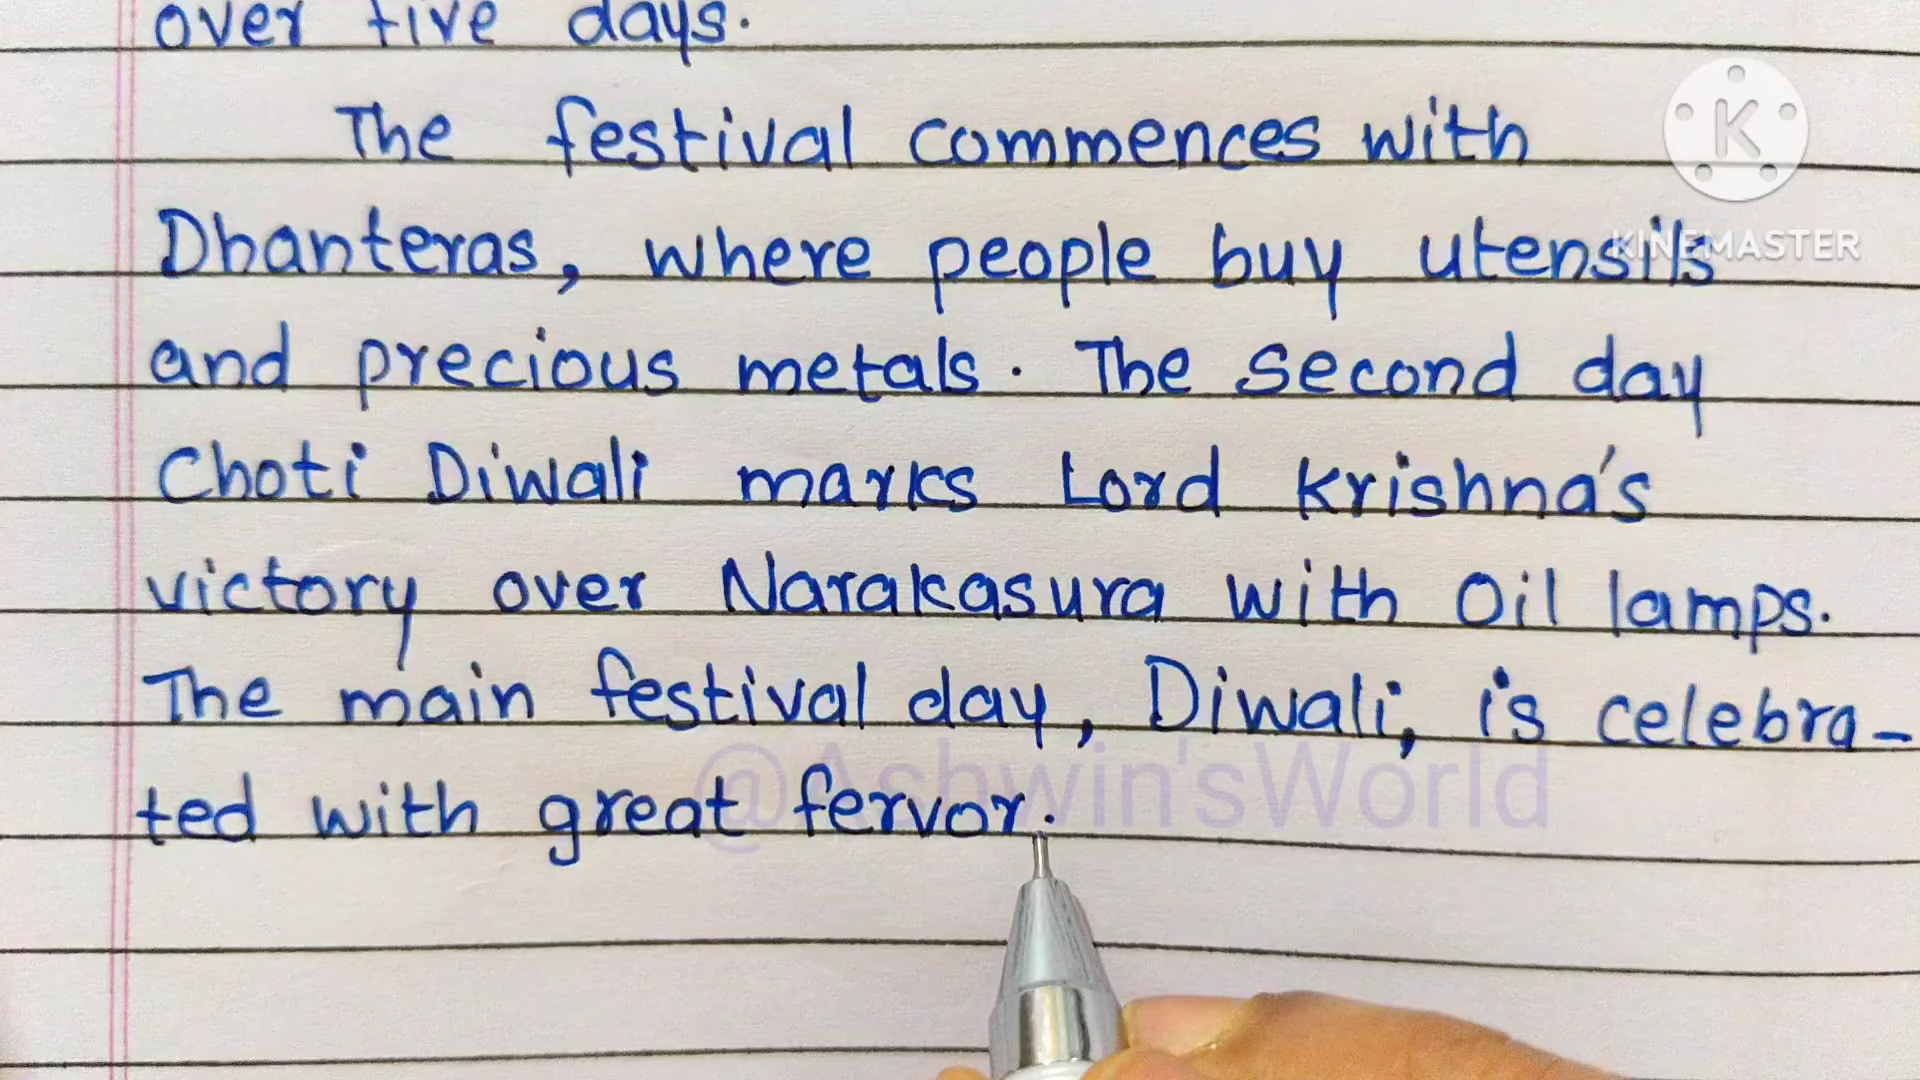 over five days.
The festival commences with
Dhanteras, where people buy utensils
and precious metals. The second day
Choti Diwali marks Lord Krishna's
victory over Narakasura with Oil lamps.
The main festival day, Diwali, is celebra-
ted with great fervor.
K
KINEMASTER
@Ashwin'sWorld